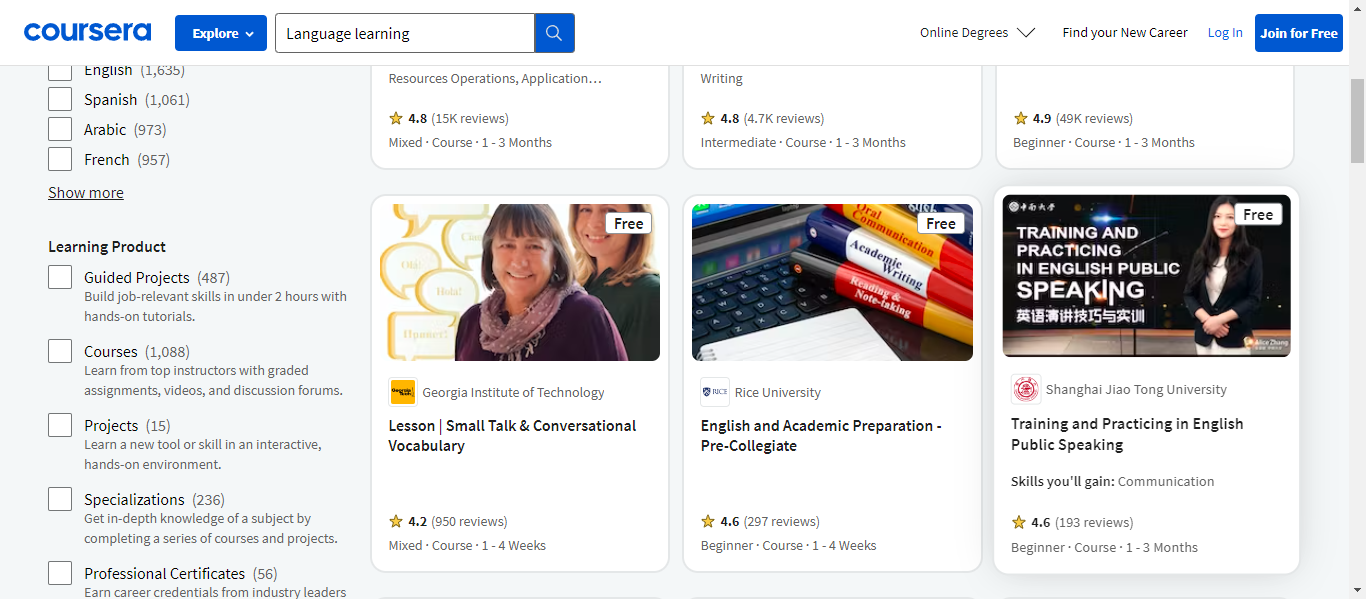 coursera
Explore
Language learning
Online Degrees
Find your New Career
Log In
Join for Free
English (1,635)
Spanish (1,061)
Arabic (973)
French (957)
Show more
Learning Product
Guided Projects (487)
Build job-relevant skills in under 2 hours with
hands-on tutorials.
Courses (1,088)
Learn from top instructors with graded
assignments, videos, and discussion forums.
Projects (15)
Learn a new tool or skill in an interactive,
hands-on environment.
Specializations (236)
Get in-depth knowledge of a subject by
completing a series of courses and projects.
Professional Certificates (56)
Earn career credentials from industry leaders
Resources Operations, Application…
4.8 (15K reviews)
Mixed · Course · 1 - 3 Months
Writing
4.8 (4.7K reviews)
Intermediate · Course · 1 - 3 Months
4.9 (49K reviews)
Beginner · Course · 1 - 3 Months
Free
Olá!
Hola!
Привет!
Georgia Institute of Technology
Lesson | Small Talk & Conversational
Vocabulary
4.2 (950 reviews)
Mixed · Course · 1 - 4 Weeks
Free
Oral
Communication
Academic
Writing
Reading &
Note-taking
RICE
Rice University
English and Academic Preparation -
Pre-Collegiate
4.6 (297 reviews)
Beginner · Course · 1 - 4 Weeks
中南大学
Free
TRAINING AND
PRACTICING
IN ENGLISH PUBLIC
SPEAKING
英语演讲技巧与实训
Alice Zhang
Shanghai Jiao Tong University
Training and Practicing in English
Public Speaking
Skills you'll gain: Communication
4.6 (193 reviews)
Beginner · Course · 1 - 3 Months